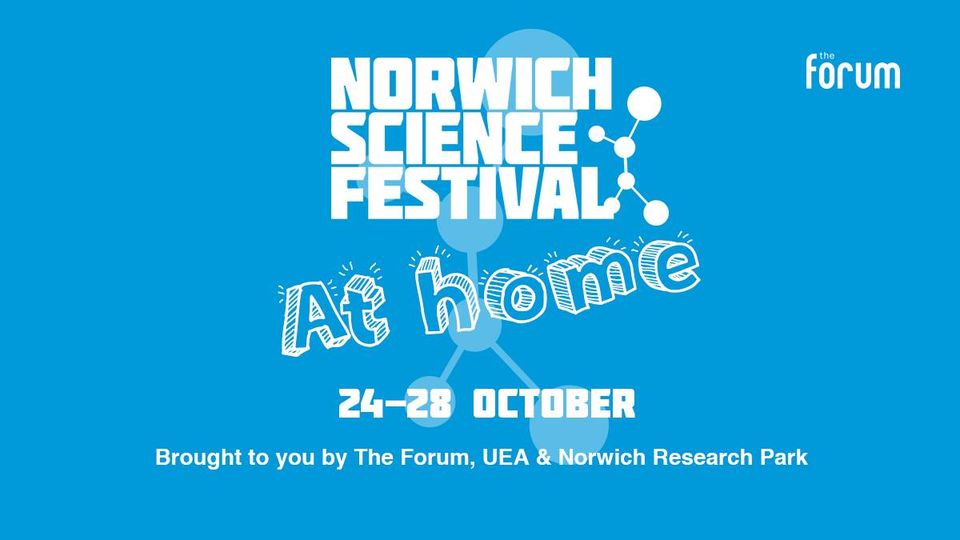 the
forum
NORWICH
SCIENCE
FESTIVAL
At home
24–28 OCTOBER
Brought to you by The Forum, UEA & Norwich Research Park